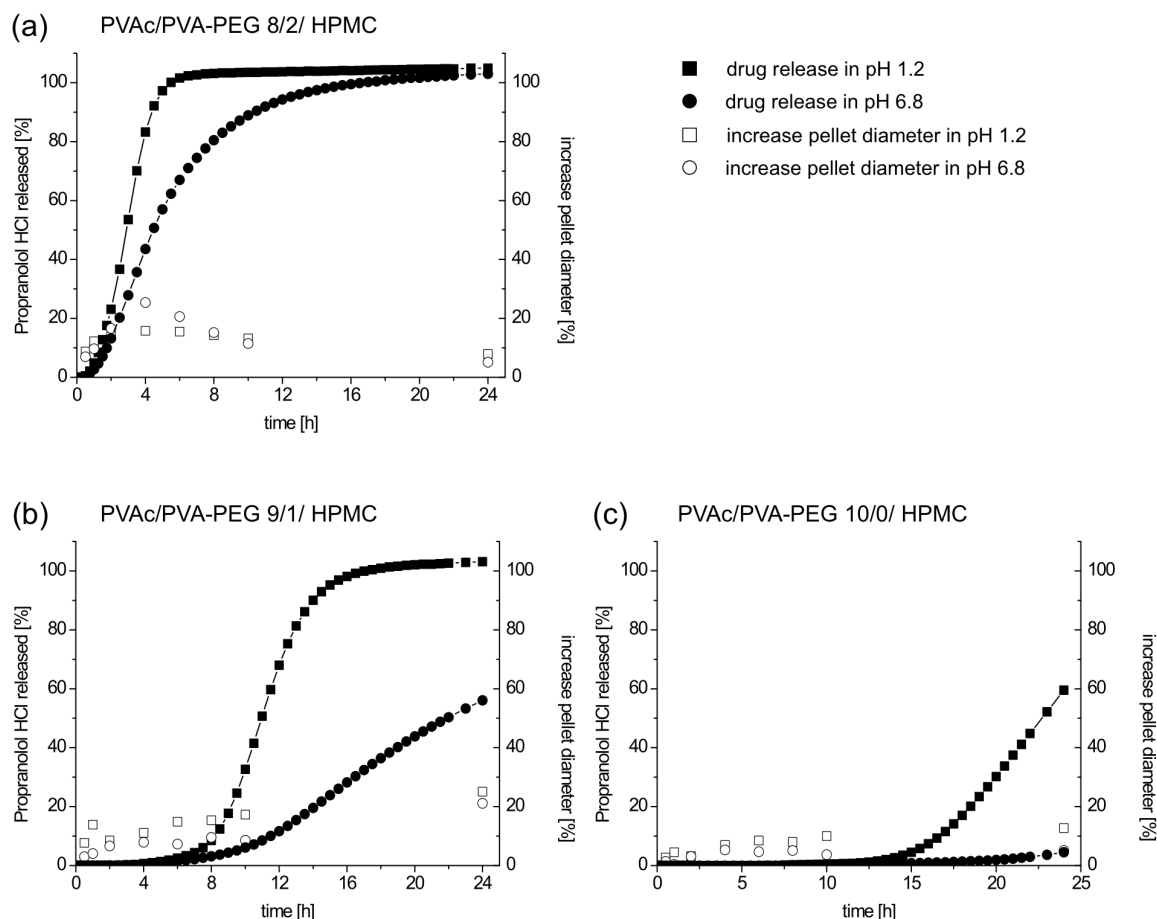 (a) PVAc/PVA-PEG 8/2/ HPMC
Propranolol HCl released [%]
0 20 40 60 80 100
0 4 8 12 16 20 24
time [h]
0 20 40 60 80 100
increase pellet diameter [%]
drug release in pH 1.2
drug release in pH 6.8
increase pellet diameter in pH 1.2
increase pellet diameter in pH 6.8
(b) PVAc/PVA-PEG 9/1/ HPMC
Propranolol HCl released [%]
0 20 40 60 80 100
0 4 8 12 16 20 24
time [h]
0 20 40 60 80 100
increase pellet diameter [%]
(c) PVAc/PVA-PEG 10/0/ HPMC
Propranolol HCl released [%]
0 20 40 60 80 100
0 5 10 15 20 25
time [h]
0 20 40 60 80 100
increase pellet diameter [%]